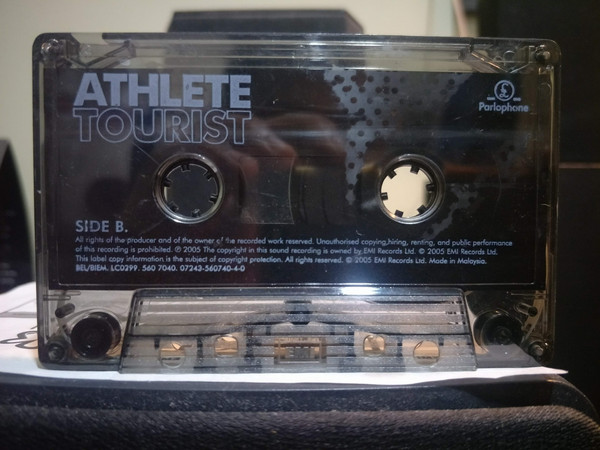 ATHLETE
TOURIST
Parlophone
SIDE B.
All rights of the producer and of the owner of the recorded work reserved. Unauthorised copying,hiring, renting, and public performance
of this recording is prohibited. ℗ 2005 The copyright in this sound recording is owned by EMI Records Ltd. © 2005 EMI Records Ltd.
This label copy information is the subject of copyright protection. All rights reserved. © 2005 EMI Records Ltd. Made in Malaysia.
BEL/BIEM. LC0299. 560 7040. 07243-560740-4-0